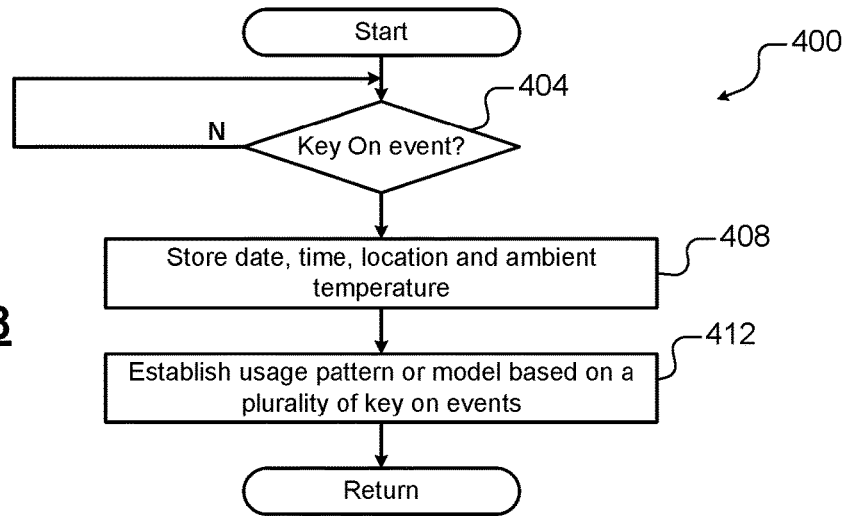 Start
400
404
N
Key On event?
408
Store date, time, location and ambient
temperature
412
Establish usage pattern or model based on a
plurality of key on events
Return